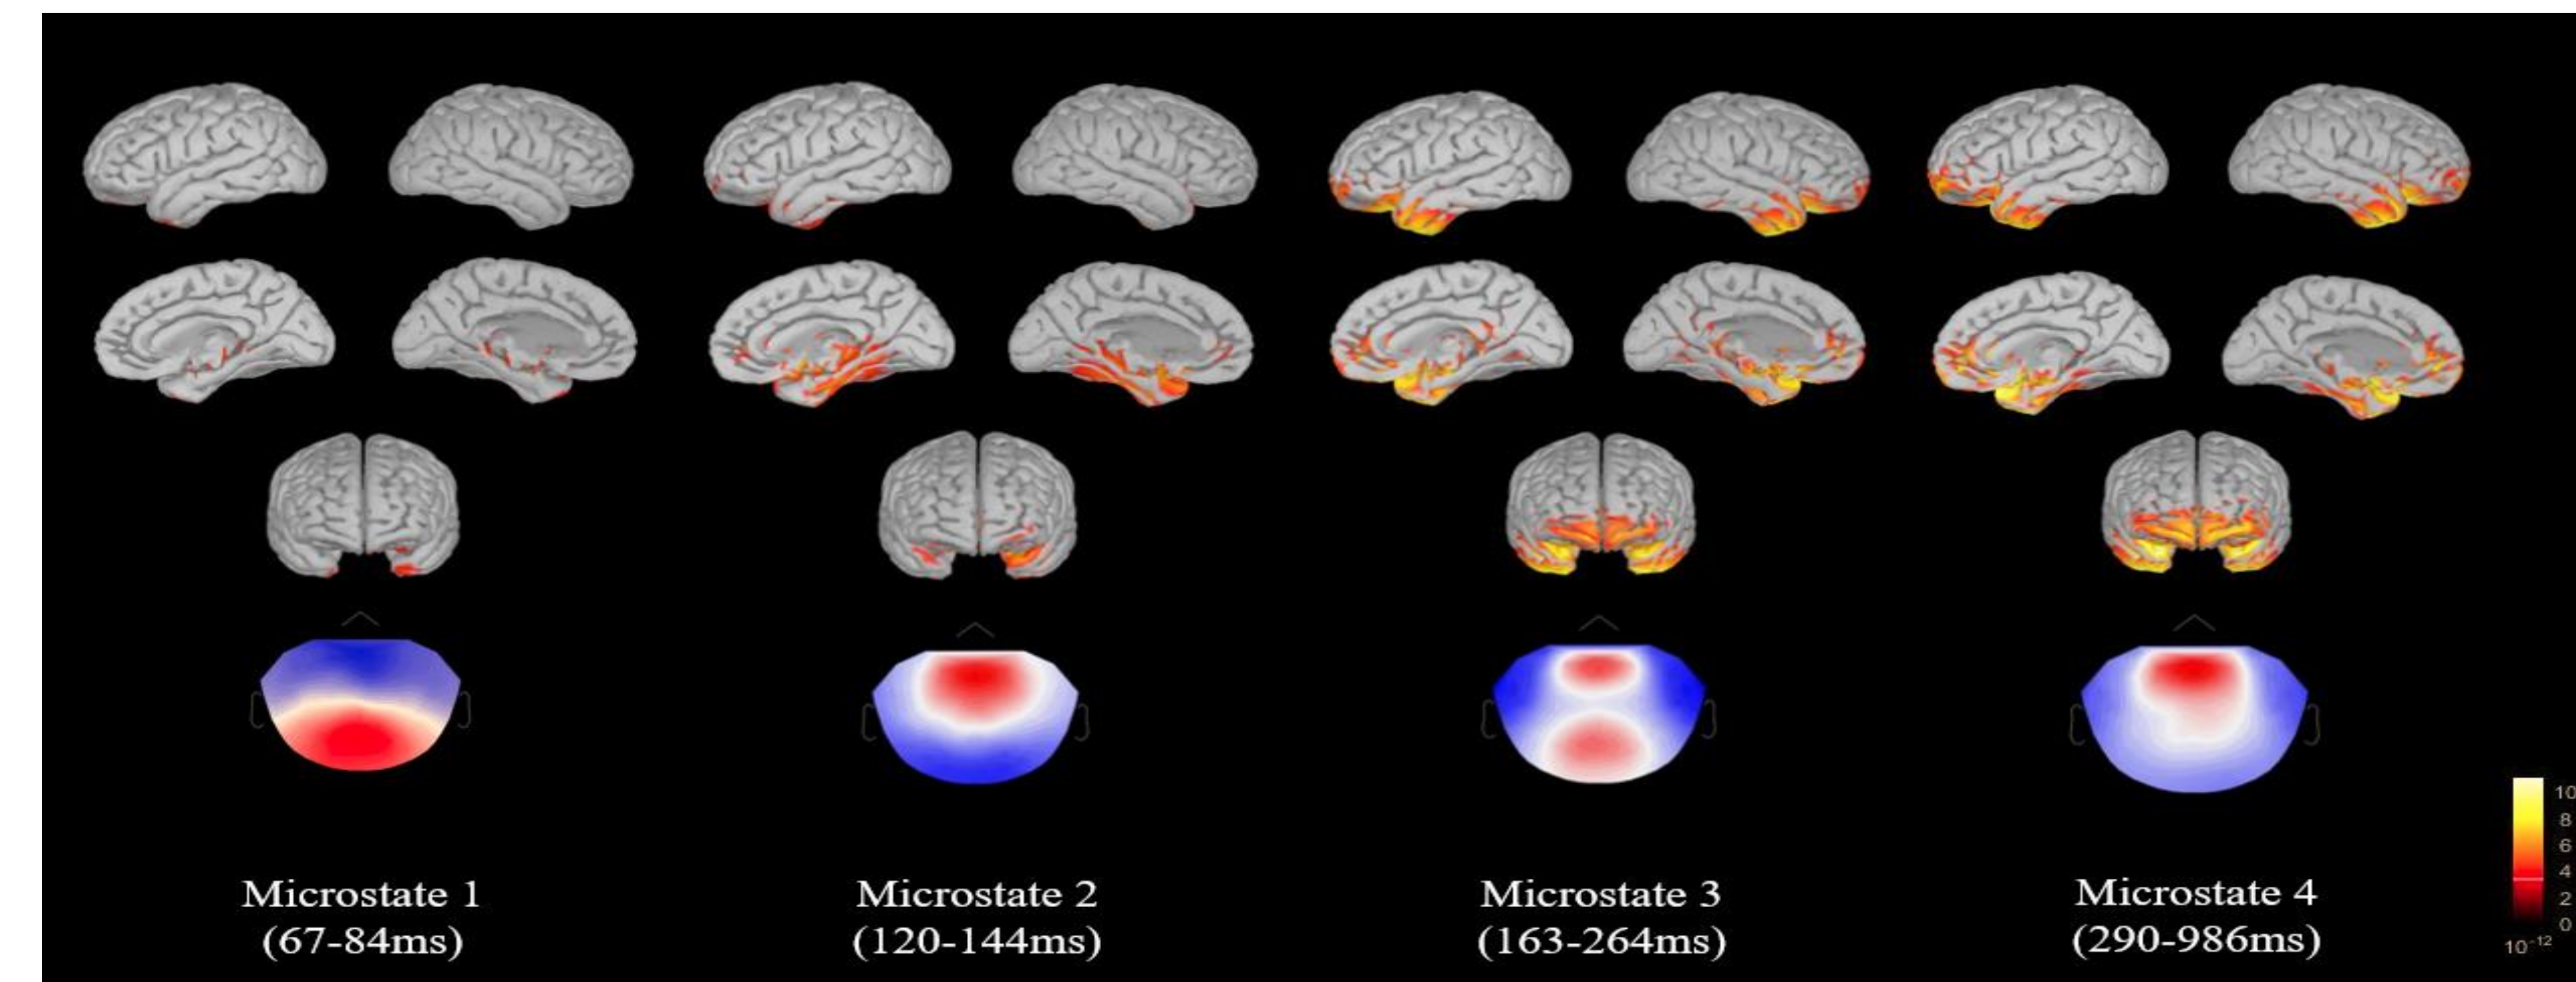 Microstate 1
(67-84ms)
Microstate 2
(120-144ms)
Microstate 3
(163-264ms)
Microstate 4
(290-986ms)
10
8
6
4
2
0
10⁻¹²